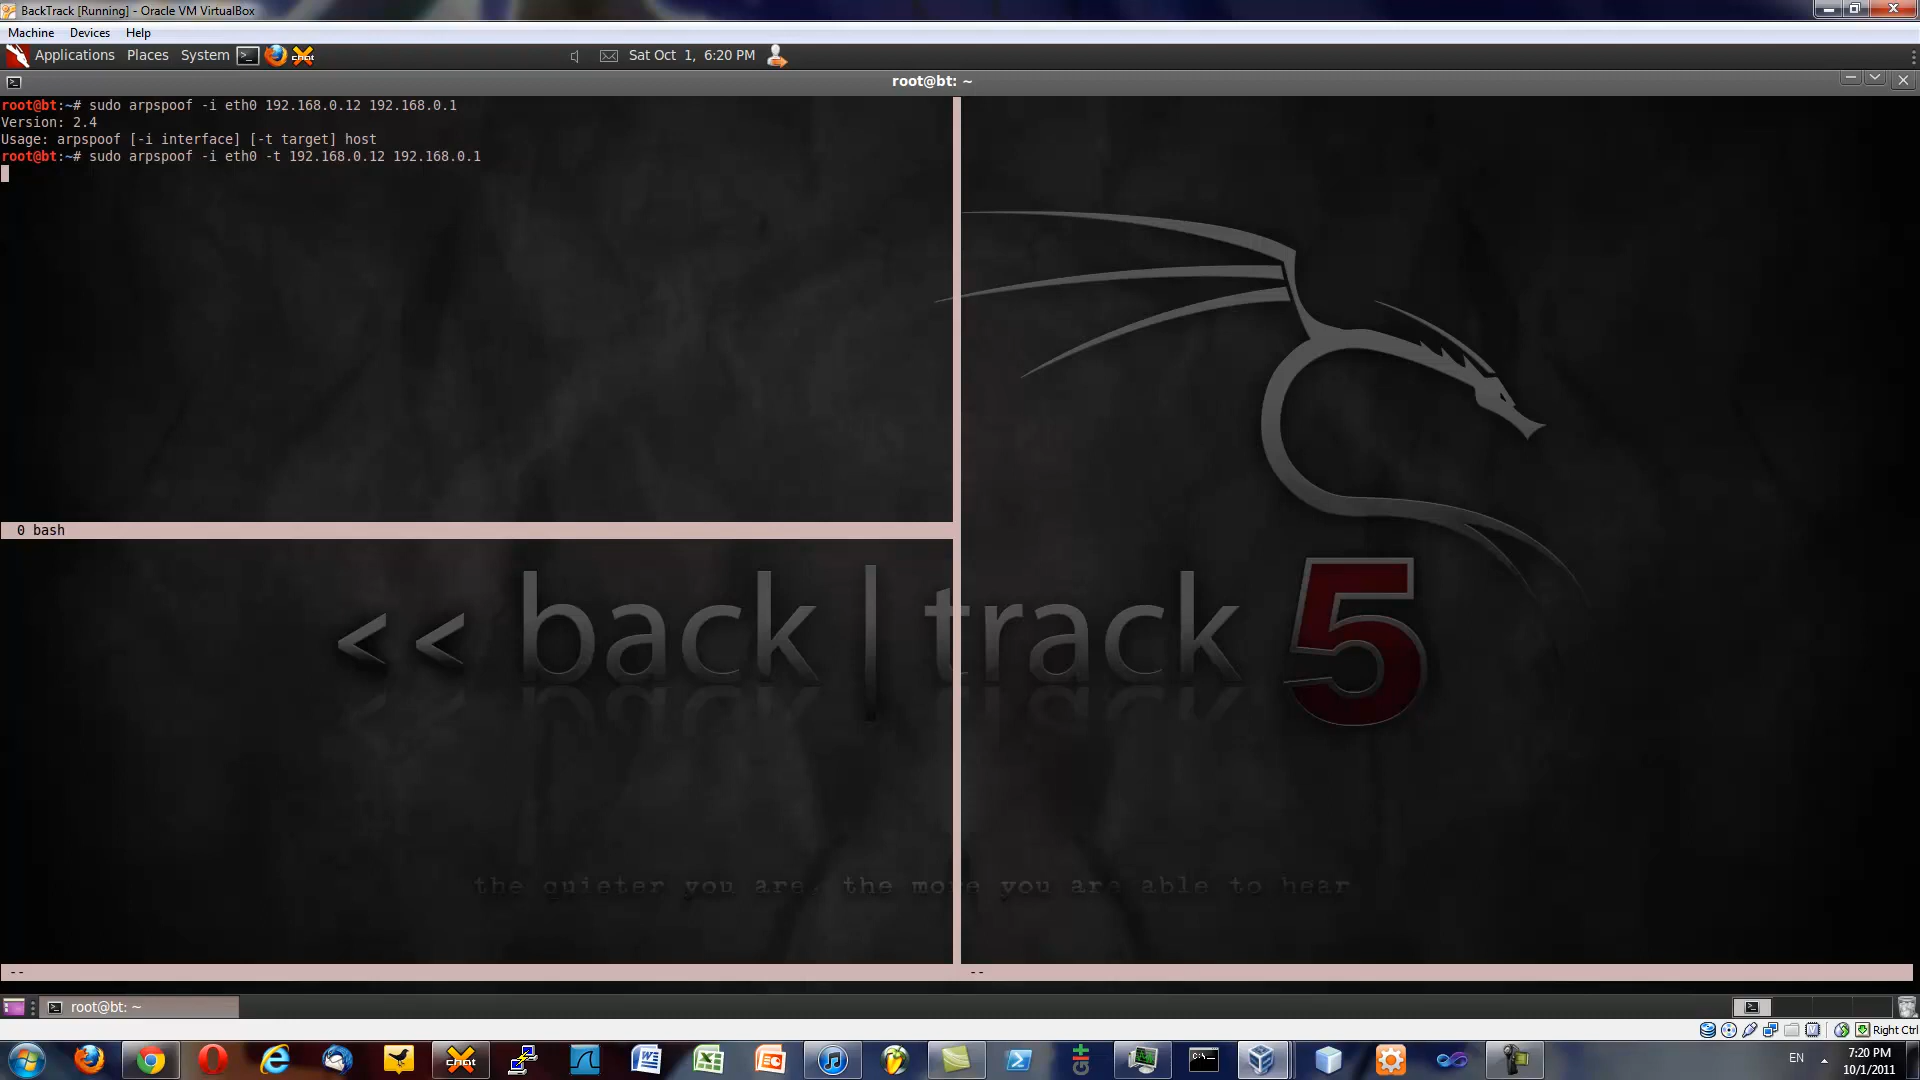 BackTrack [Running] - Oracle VM VirtualBox
Machine Devices Help
Applications Places System
Sat Oct 1, 6:20 PM
root@bt: ~
root@bt:~# sudo arpspoof -i eth0 192.168.0.12 192.168.0.1
Version: 2.4
Usage: arpspoof [-i interface] [-t target] host
root@bt:~# sudo arpspoof -i eth0 -t 192.168.0.12 192.168.0.1
0 bash
<< back | track 5
the quieter you are, the more you are able to hear
-- --
root@bt: ~
Right Ctrl
EN
7:20 PM
10/1/2011